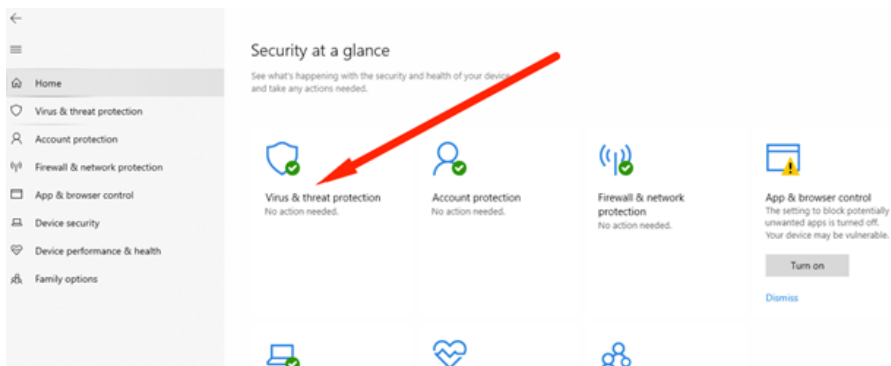 Home
Virus & threat protection
Account protection
Firewall & network protection
App & browser control
Device security
Device performance & health
Family options
Security at a glance
See what's happening with the security and health of your device
and take any actions needed.
Virus & threat protection
No action needed.
Account protection
No action needed.
Firewall & network
protection
No action needed.
App & browser control
The setting to block potentially
unwanted apps is turned off.
Your device may be vulnerable.
Turn on
Dismiss